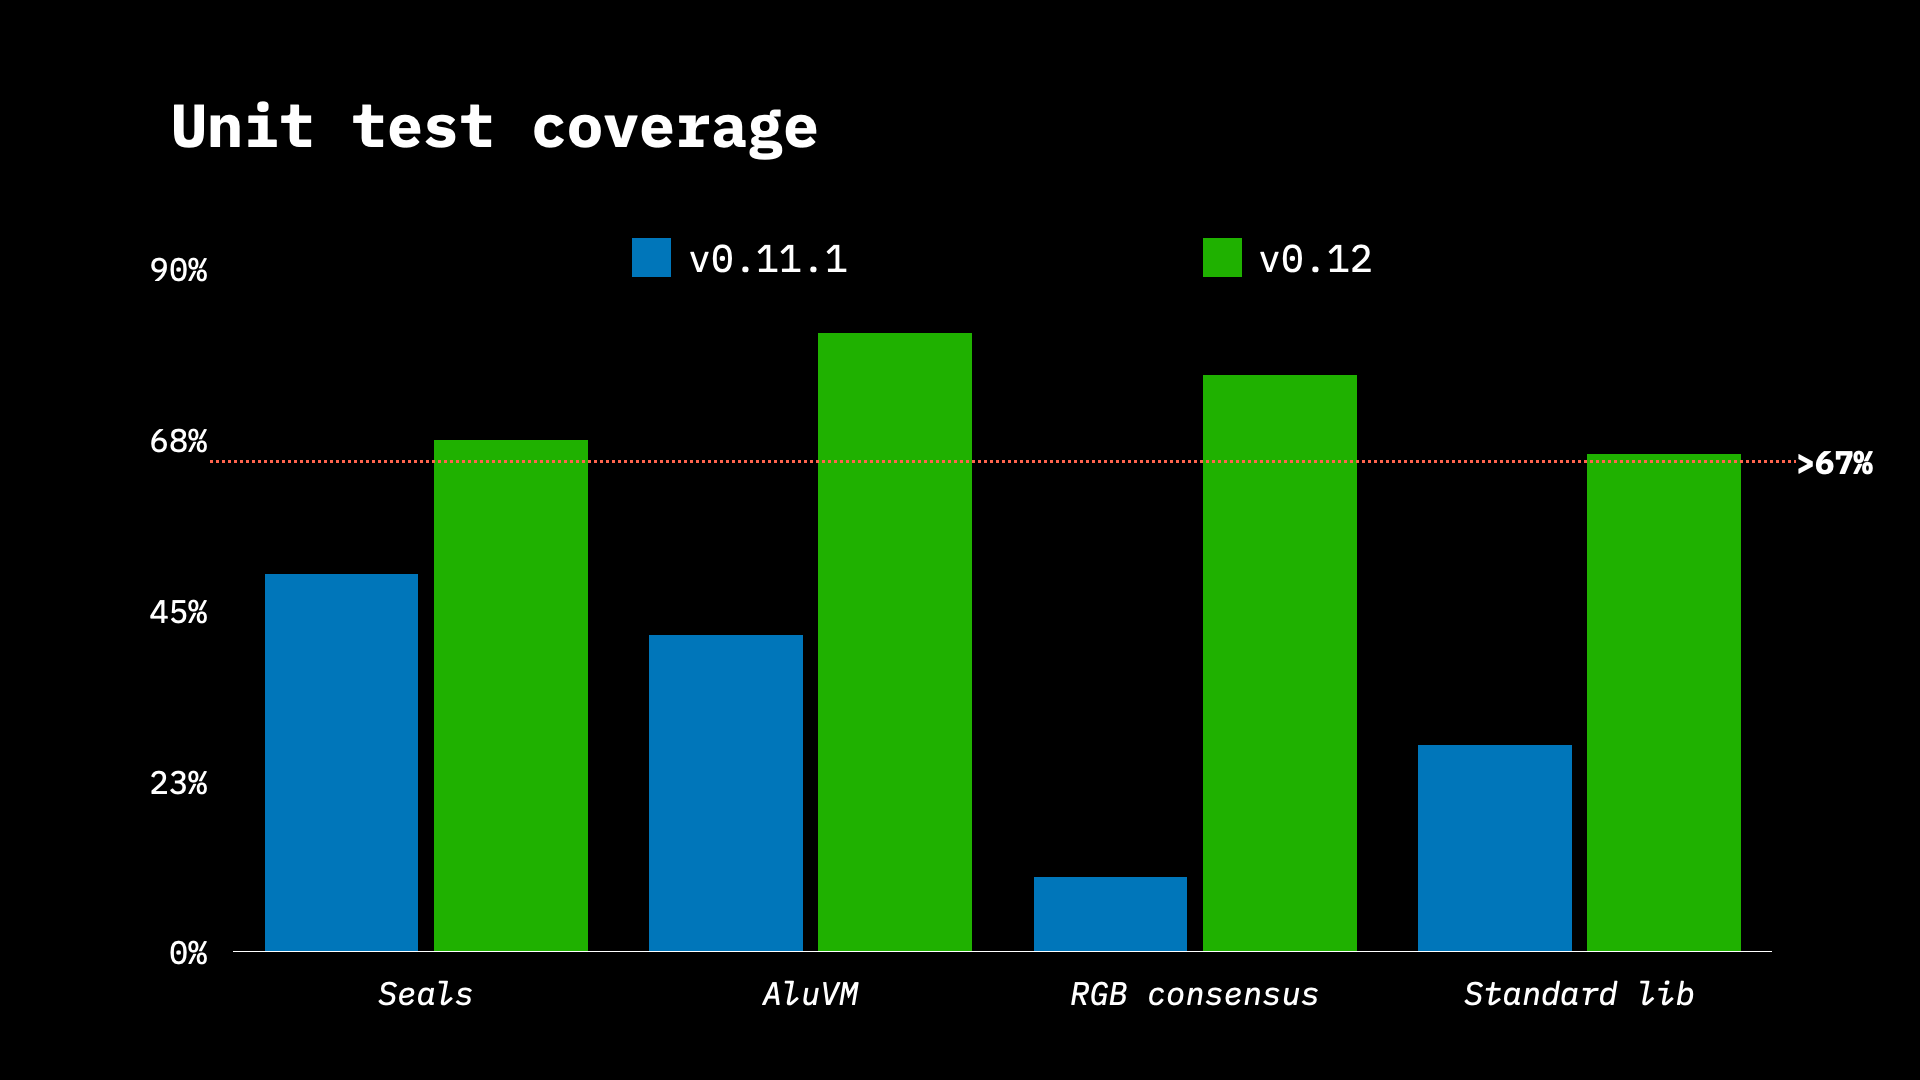 Unit test coverage
v0.11.1
v0.12
90%
68%
>67%
45%
23%
0%
Seals
AluVM
RGB consensus
Standard lib